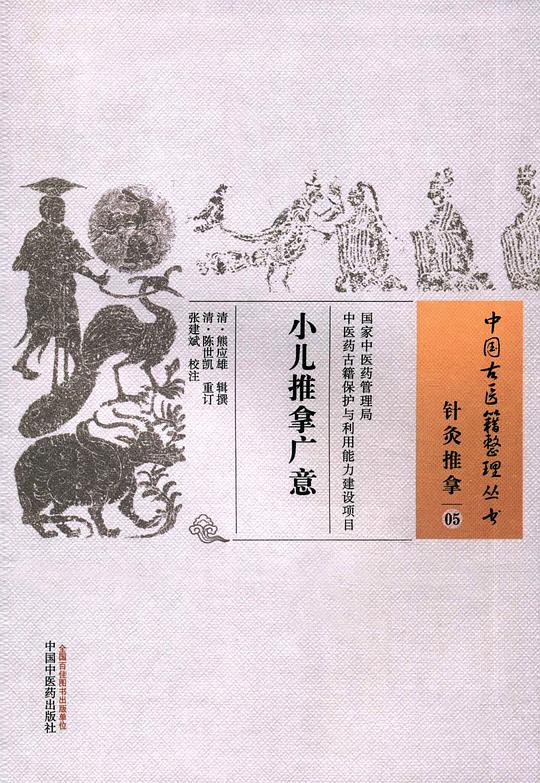 中国古医籍整理丛书
针灸推拿
05
国家中医药管理局
中医药古籍保护与利用能力建设项目
小儿推拿广意
清·熊应雄 辑撰
清·陈世凯 重订
张建斌 校注
全国百佳图书出版单位
中国中医药出版社